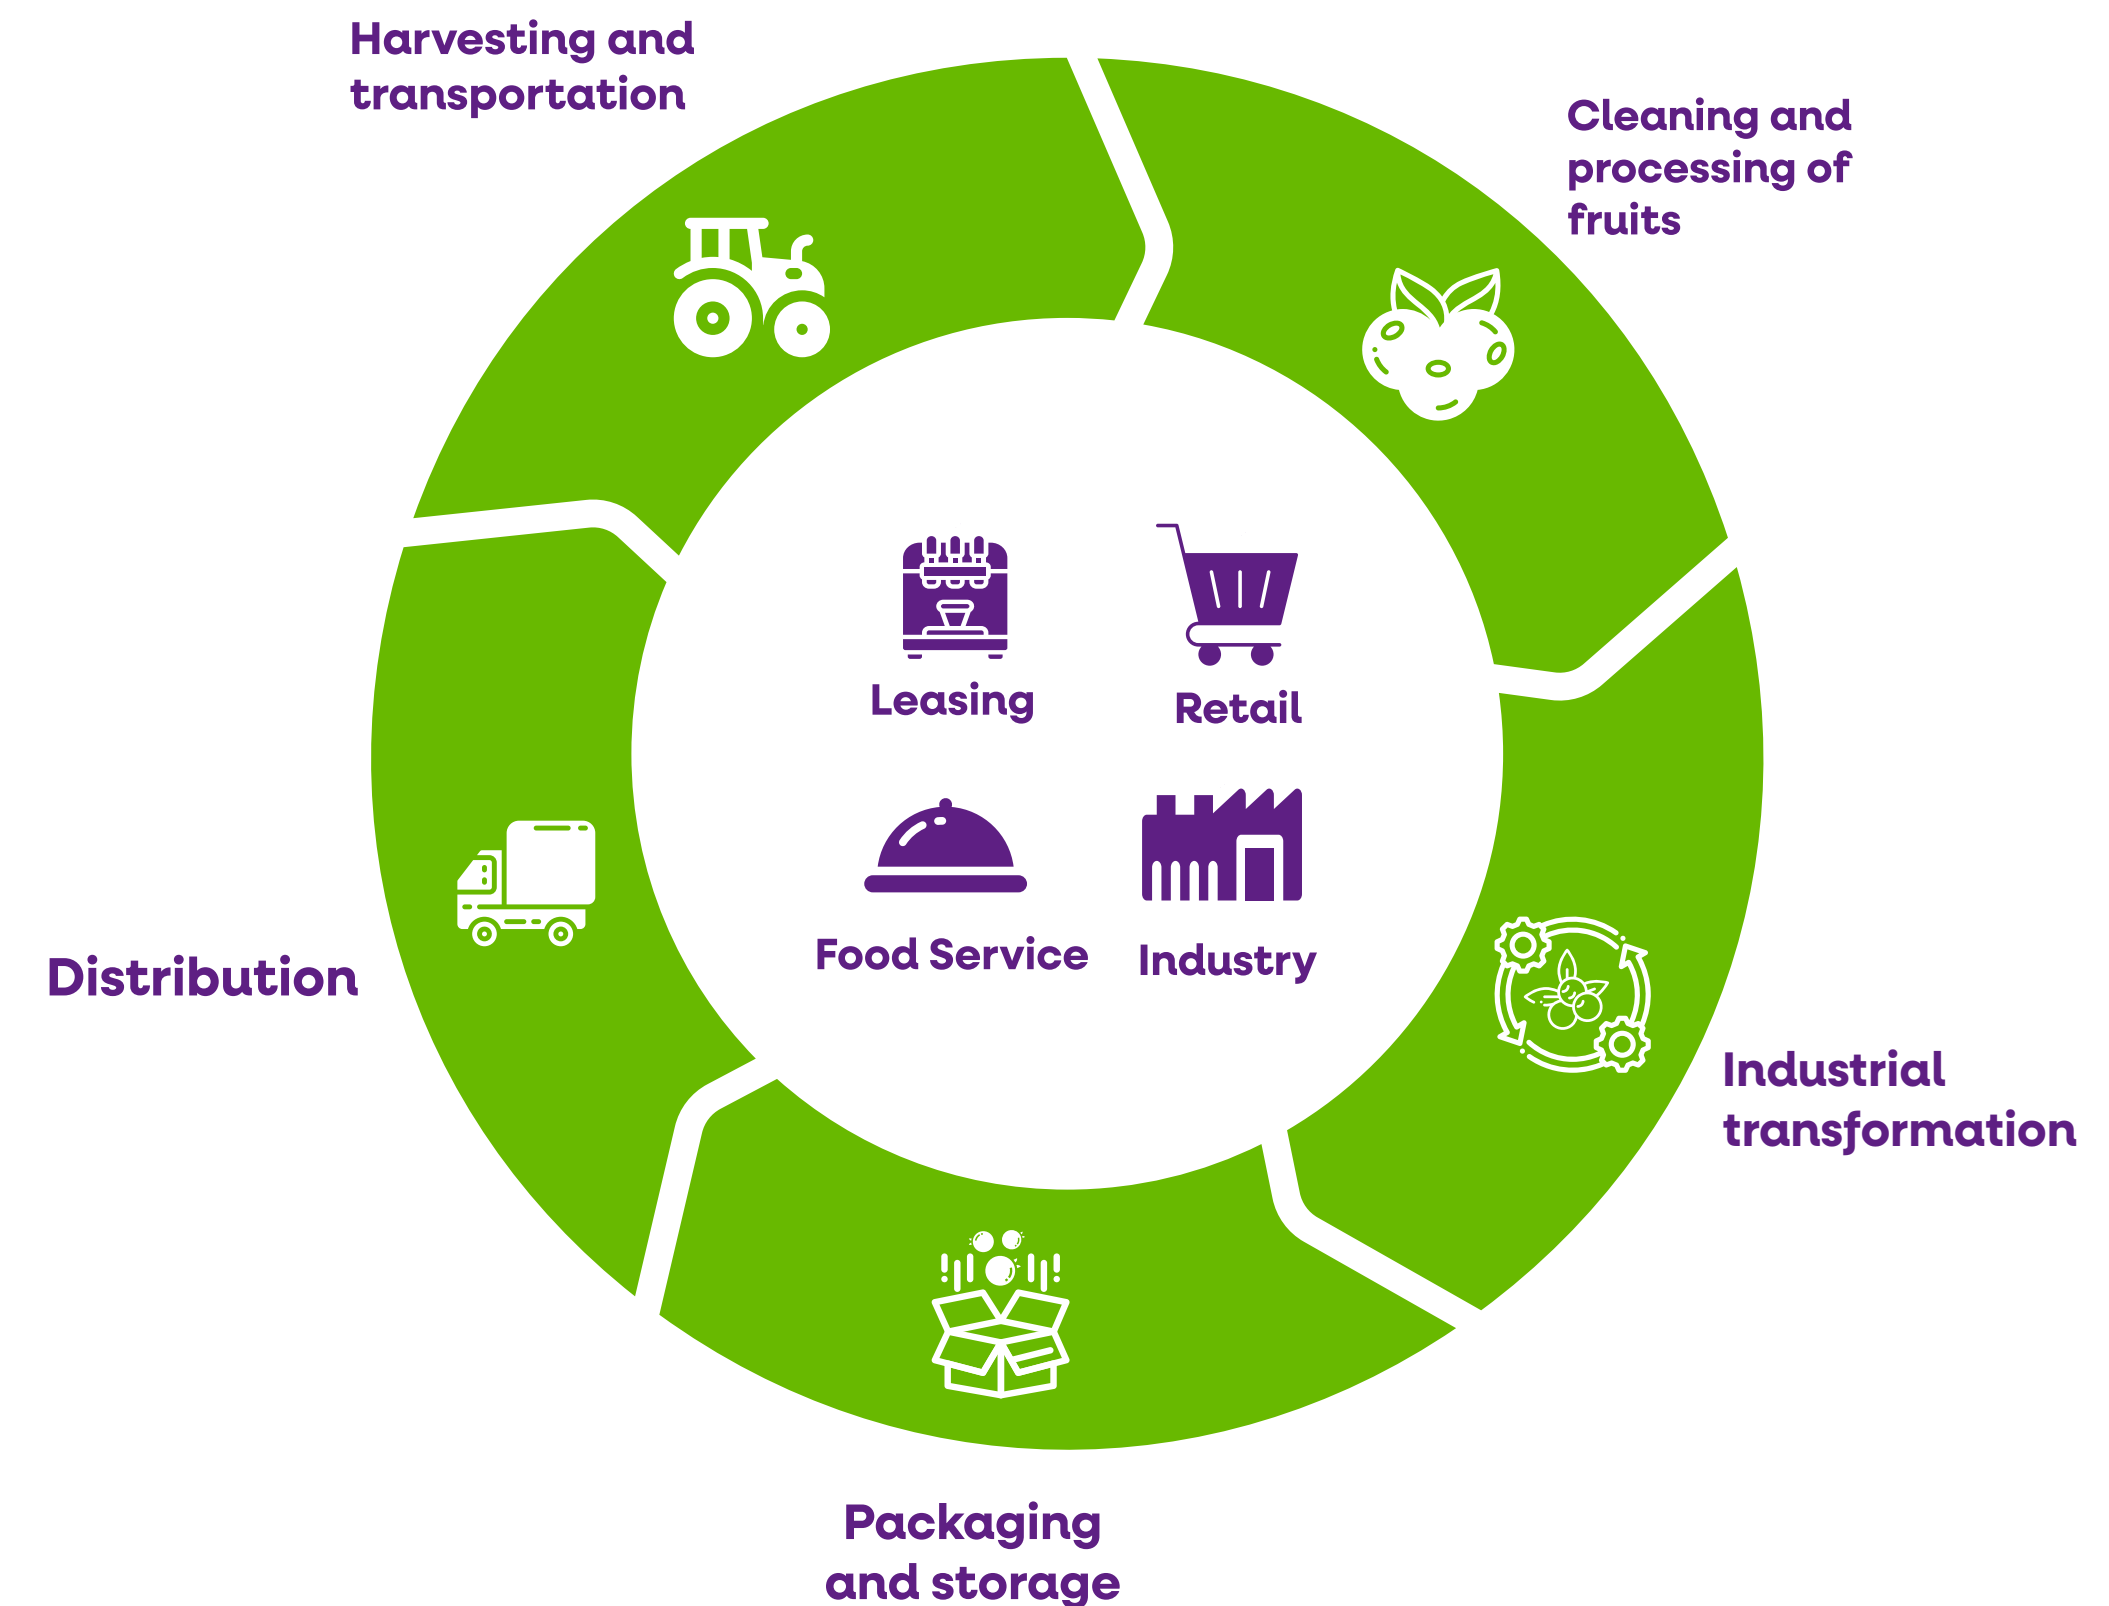 Harvesting and
transportation
Cleaning and
processing of
fruits
Leasing
Retail
Food Service
Industry
Distribution
Industrial
transformation
Packaging
and storage